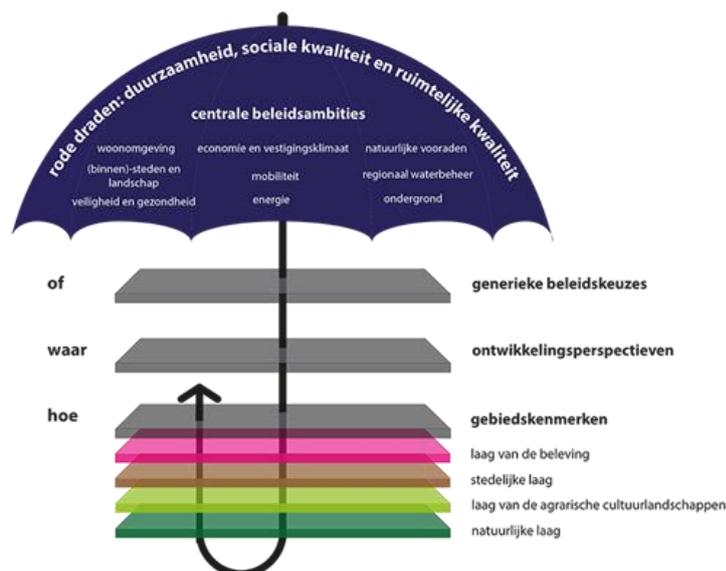 rode draden: duurzaamheid, sociale kwaliteit en ruimtelijke kwaliteit
centrale beleidsambities
woonomgeving
(binnen)-steden en
landschap
veiligheid en gezondheid
economie en vestigingsklimaat
mobiliteit
energie
natuurlijke vooraden
regionaal waterbeheer
ondergrond
of
generieke beleidskeuzes
waar
ontwikkelingsperspectieven
hoe
gebiedskenmerken
laag van de beleving
stedelijke laag
laag van de agrarische cultuurlandschappen
natuurlijke laag